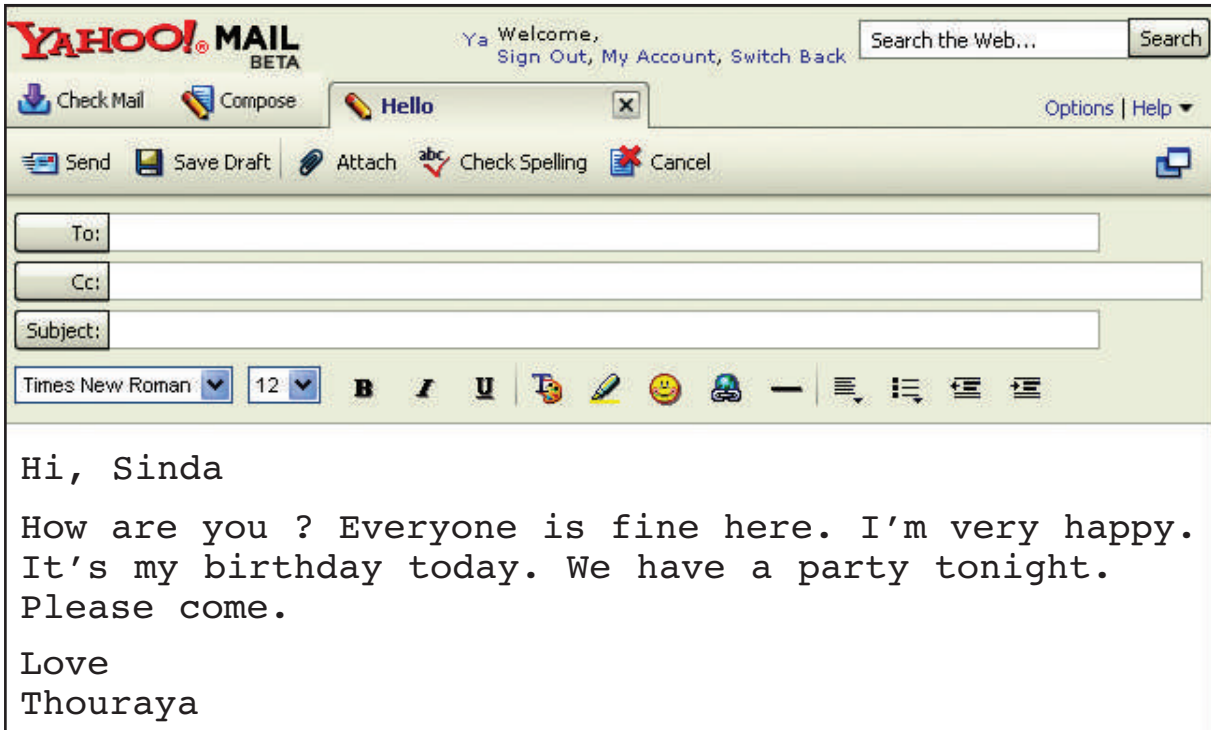 YAHOO!® MAIL
BETA
Ya Welcome,
Sign Out, My Account, Switch Back
Search the Web...
Search
Check Mail
Compose
Hello
Options | Help
Send
Save Draft
Attach
abc Check Spelling
Cancel
To:
Cc:
Subject:
Times New Roman
12
B I U
Hi, Sinda
How are you ? Everyone is fine here. I’m very happy.
It’s my birthday today. We have a party tonight.
Please come.
Love
Thouraya